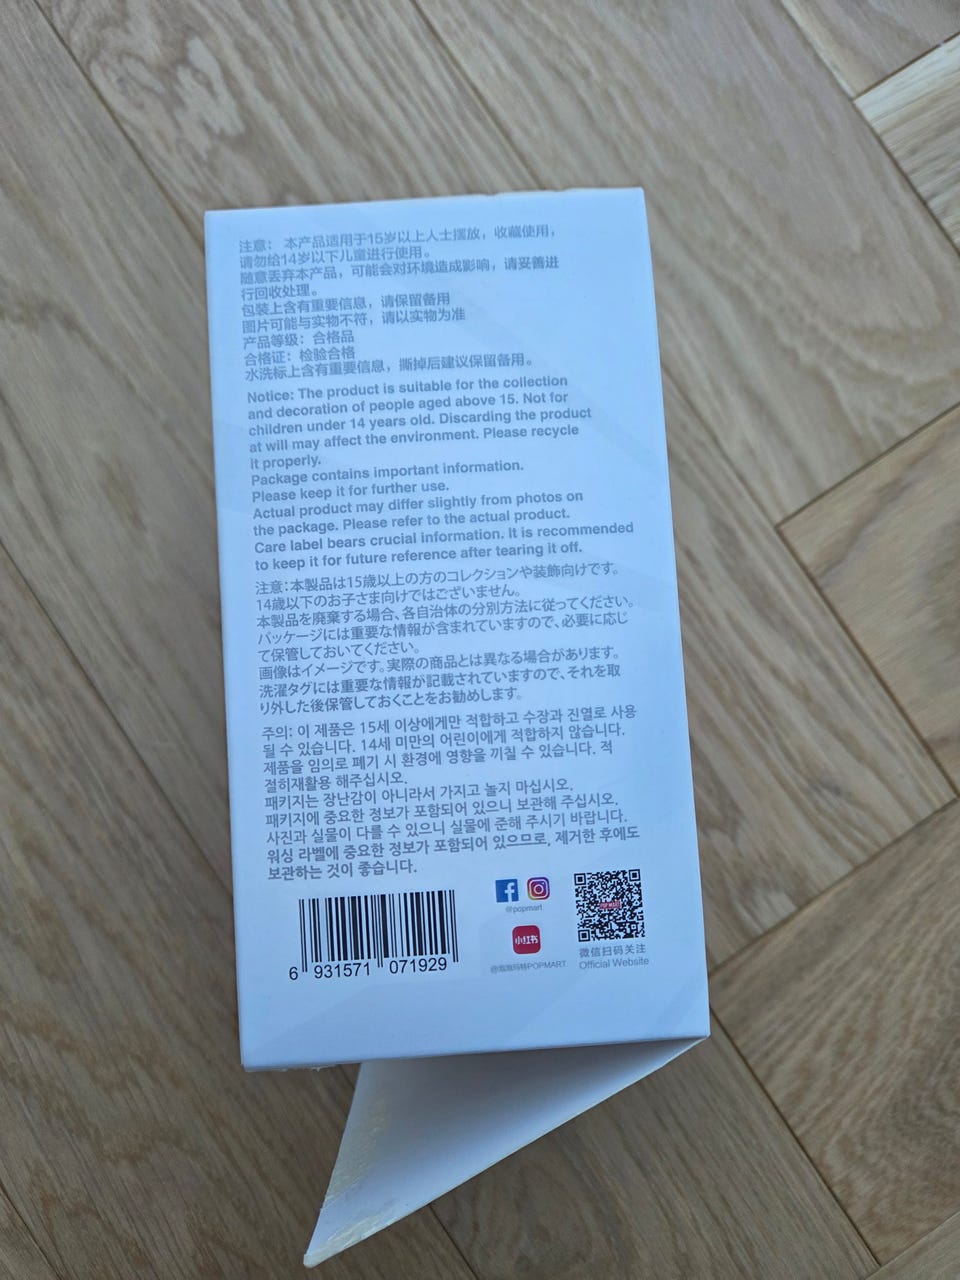 注意： 本产品适用于15岁以上人士摆放，收藏使用，
请勿给14岁以下儿童进行使用。
随意丢弃本产品，可能会对环境造成影响，请妥善进
行回收处理。
包装上含有重要信息，请保留备用
图片可能与实物不符，请以实物为准
产品等级：合格品
合格证：检验合格
水洗标上含有重要信息，撕掉后建议保留备用。
Notice: The product is suitable for the collection
and decoration of people aged above 15. Not for
children under 14 years old. Discarding the product
at will may affect the environment. Please recycle
it properly.
Package contains important information.
Please keep it for further use.
Actual product may differ slightly from photos on
the package. Please refer to the actual product.
Care label bears crucial information. It is recommended
to keep it for future reference after tearing it off.
注意：本製品は15歳以上の方のコレクションや装飾向けです。
14歳以下のお子さま向けではございません。
本製品を廃棄する場合、各自治体の分別方法に従ってください。
パッケージには重要な情報が含まれていますので、必要に応じ
て保管しておいてください。
画像はイメージです。実際の商品とは異なる場合があります。
洗濯タグには重要な情報が記載されていますので、それを取
り外した後保管しておくことをお勧めします。
주의: 이 제품은 15세 이상에게만 적합하고 수장과 진열로 사용
될 수 있습니다. 14세 미만의 어린이에게 적합하지 않습니다.
제품을 임의로 폐기 시 환경에 영향을 끼칠 수 있습니다. 적
절히재활용 해주십시오.
패키지는 장난감이 아니라서 가지고 놀지 마십시오.
패키지에 중요한 정보가 포함되어 있으니 보관해 주십시오.
사진과 실물이 다를 수 있으니 실물에 준해 주시기 바랍니다.
워싱 라벨에 중요한 정보가 포함되어 있으므로, 제거한 후에도
보관하는 것이 좋습니다.
6 931571 071929
@popmart
小红书
@泡泡玛特POPMART
POP MART
微信扫码关注
Official Website